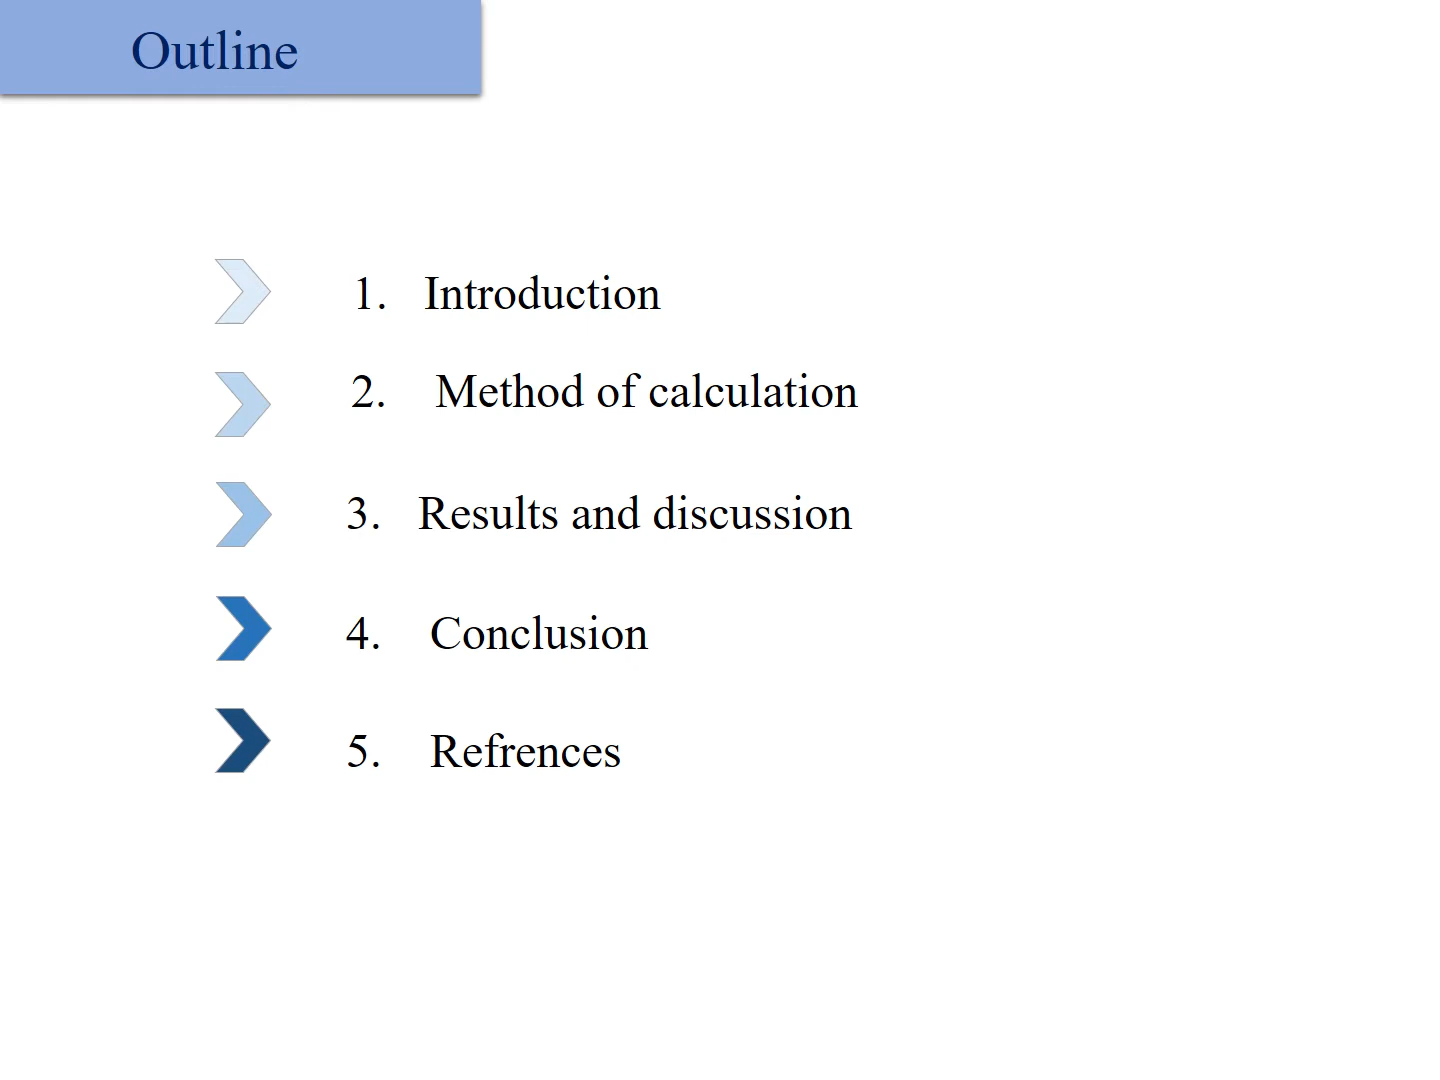 Outline
1. Introduction
2. Method of calculation
3. Results and discussion
4. Conclusion
5. Refrences